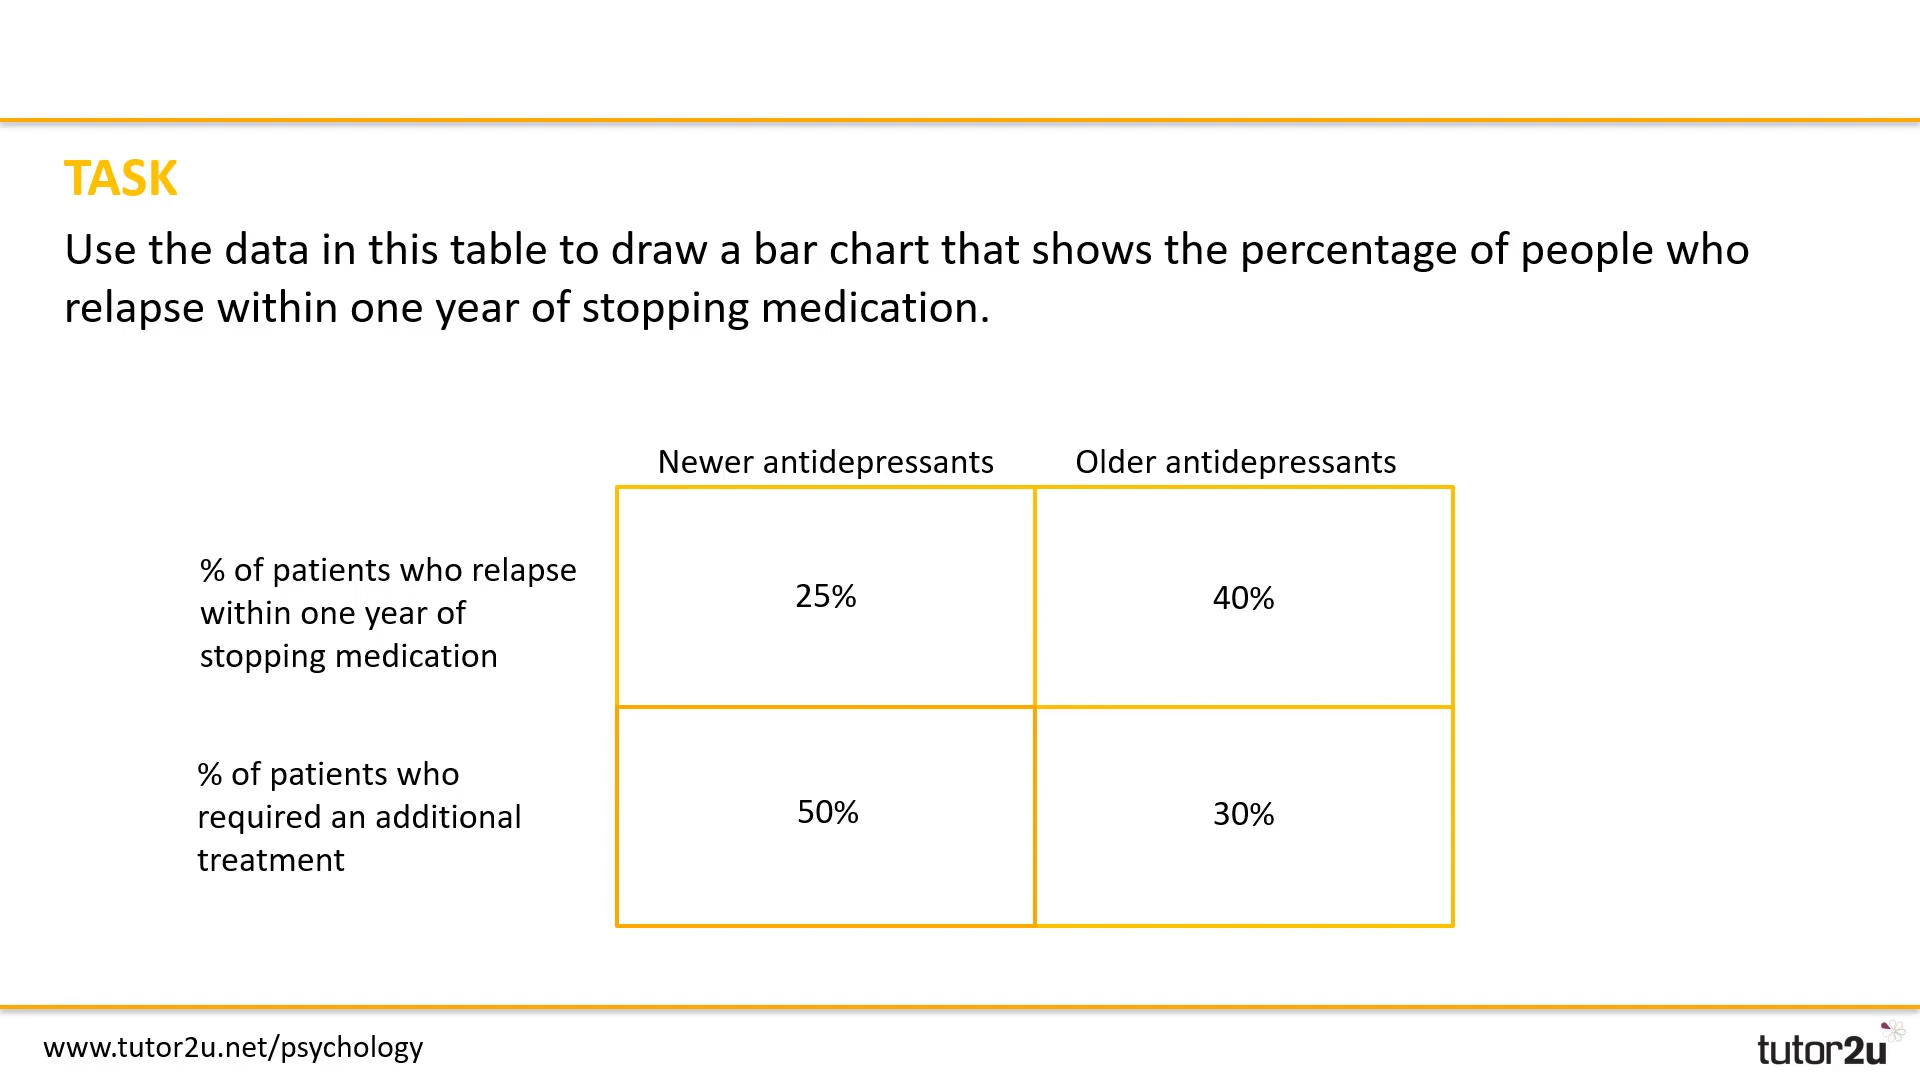 TASK
Use the data in this table to draw a bar chart that shows the percentage of people who
relapse within one year of stopping medication.
Newer antidepressants
Older antidepressants
% of patients who relapse
within one year of
stopping medication
25%
40%
% of patients who
required an additional
treatment
50%
30%
www.tutor2u.net/psychology
tutor2u